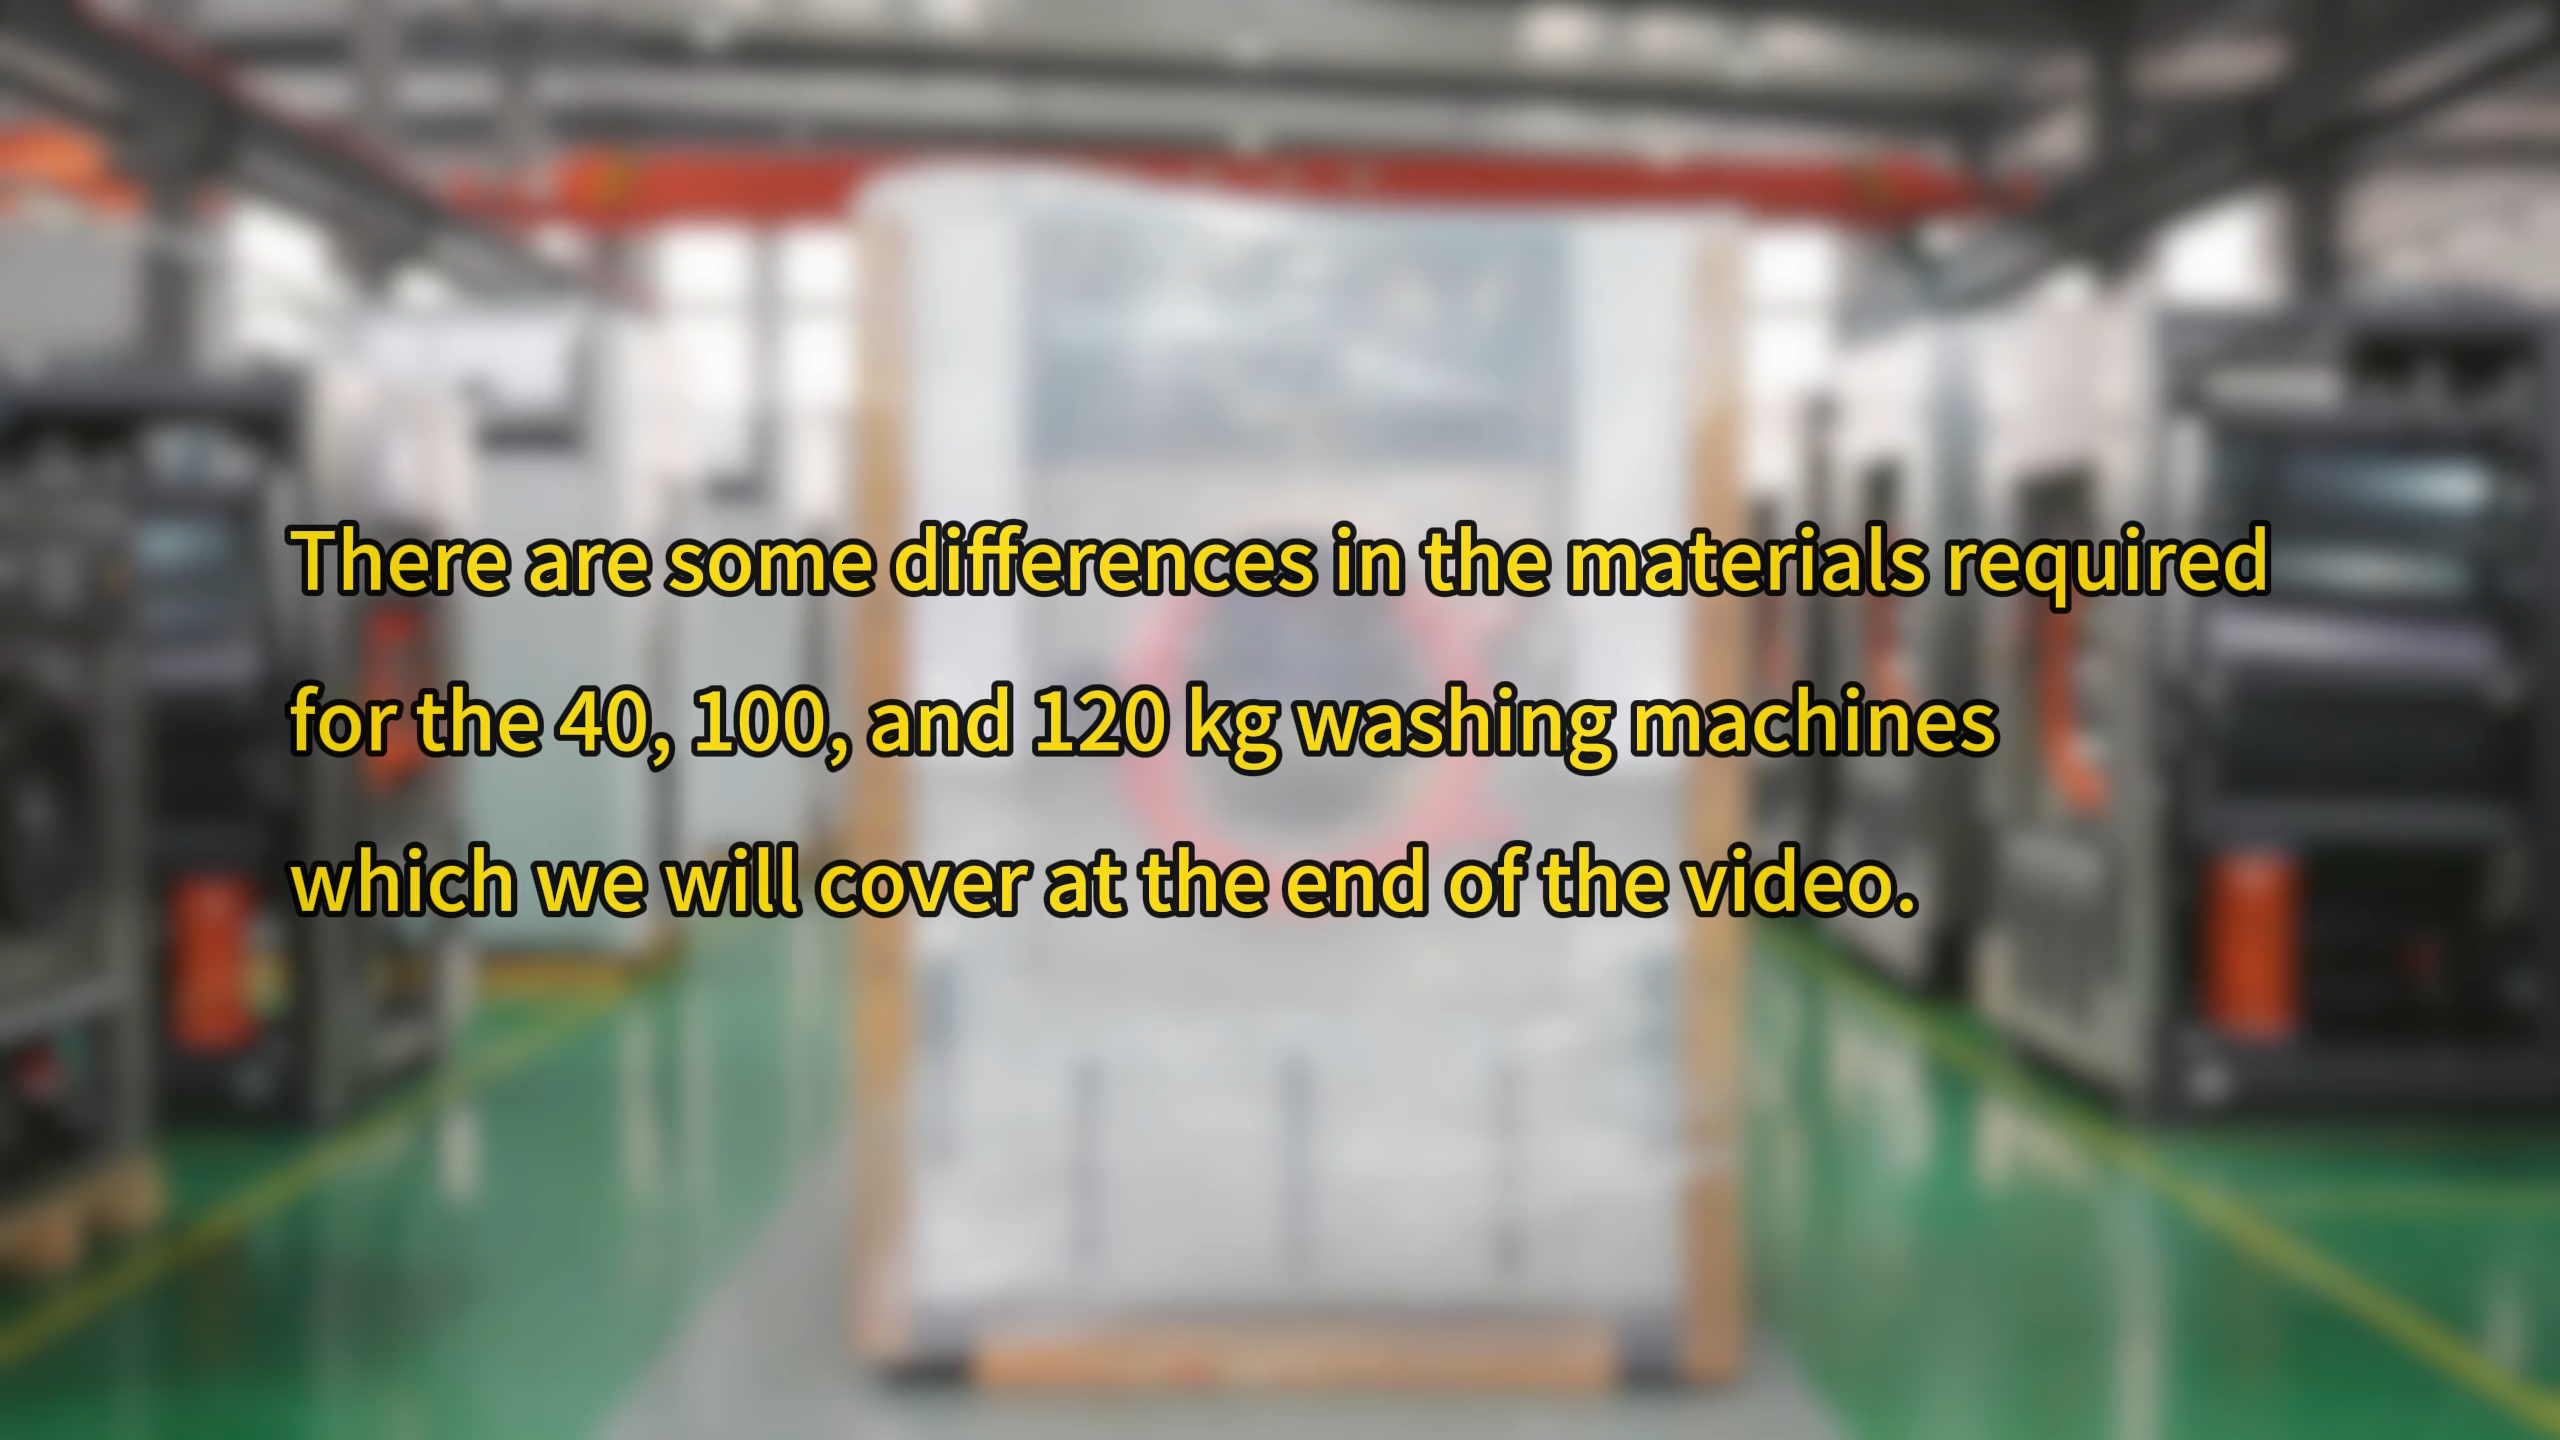 There are some differences in the materials required
for the 40, 100, and 120 kg washing machines
which we will cover at the end of the video.